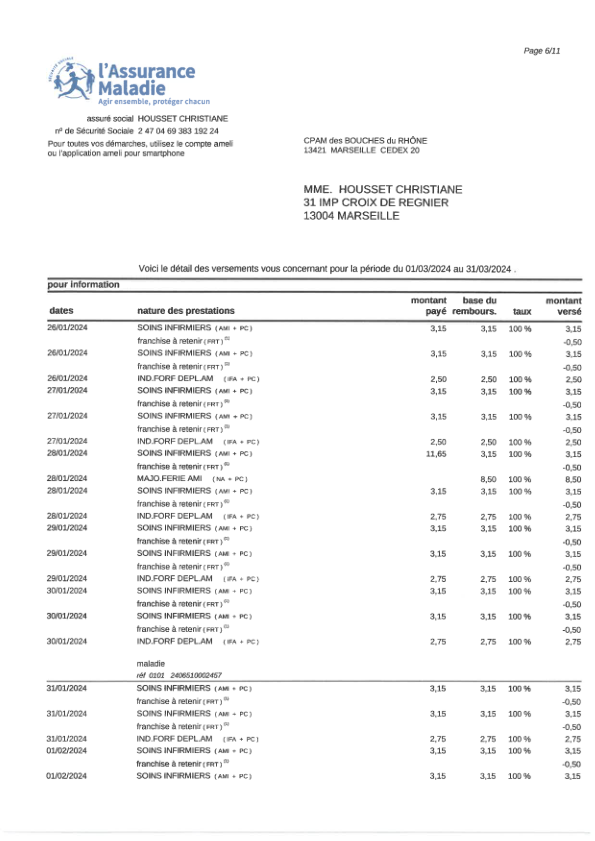 Page 6/11
SÉCURITÉ SOCIALE
l'Assurance
Maladie
Agir ensemble, protéger chacun
assuré social HOUSSET CHRISTIANE
nº de Sécurité Sociale 2 47 04 69 383 192 24
Pour toutes vos démarches, utilisez le compte ameli
ou l'application ameli pour smartphone
CPAM des BOUCHES du RHÔNE
13421 MARSEILLE CEDEX 20
MME. HOUSSET CHRISTIANE
31 IMP CROIX DE REGNIER
13004 MARSEILLE
Voici le détail des versements vous concernant pour la période du 01/03/2024 au 31/03/2024 .
pour information
dates nature des prestations montant payé base du rembours. taux montant versé
26/01/2024 SOINS INFIRMIERS ( AMI + PC ) 3,15 3,15 100 % 3,15
franchise à retenir ( FRT ) (1) -0,50
26/01/2024 SOINS INFIRMIERS ( AMI + PC ) 3,15 3,15 100 % 3,15
franchise à retenir ( FRT ) (1) -0,50
26/01/2024 IND.FORF DEPL.AM ( IFA + PC ) 2,50 2,50 100 % 2,50
27/01/2024 SOINS INFIRMIERS ( AMI + PC ) 3,15 3,15 100 % 3,15
franchise à retenir ( FRT ) (1) -0,50
27/01/2024 SOINS INFIRMIERS ( AMI + PC ) 3,15 3,15 100 % 3,15
franchise à retenir ( FRT ) (1) -0,50
27/01/2024 IND.FORF DEPL.AM ( IFA + PC ) 2,50 2,50 100 % 2,50
28/01/2024 SOINS INFIRMIERS ( AMI + PC ) 11,65 3,15 100 % 3,15
franchise à retenir ( FRT ) (1) -0,50
28/01/2024 MAJO.FERIE AMI ( NA + PC ) 8,50 100 % 8,50
28/01/2024 SOINS INFIRMIERS ( AMI + PC ) 3,15 3,15 100 % 3,15
franchise à retenir ( FRT ) (1) -0,50
28/01/2024 IND.FORF DEPL.AM ( IFA + PC ) 2,75 2,75 100 % 2,75
29/01/2024 SOINS INFIRMIERS ( AMI + PC ) 3,15 3,15 100 % 3,15
franchise à retenir ( FRT ) (1) -0,50
29/01/2024 SOINS INFIRMIERS ( AMI + PC ) 3,15 3,15 100 % 3,15
franchise à retenir ( FRT ) (1) -0,50
29/01/2024 IND.FORF DEPL.AM ( IFA + PC ) 2,75 2,75 100 % 2,75
30/01/2024 SOINS INFIRMIERS ( AMI + PC ) 3,15 3,15 100 % 3,15
franchise à retenir ( FRT ) (1) -0,50
30/01/2024 SOINS INFIRMIERS ( AMI + PC ) 3,15 3,15 100 % 3,15
franchise à retenir ( FRT ) (1) -0,50
30/01/2024 IND.FORF DEPL.AM ( IFA + PC ) 2,75 2,75 100 % 2,75
maladie
réf 0101 2406510002457
31/01/2024 SOINS INFIRMIERS ( AMI + PC ) 3,15 3,15 100 % 3,15
franchise à retenir ( FRT ) (1) -0,50
31/01/2024 SOINS INFIRMIERS ( AMI + PC ) 3,15 3,15 100 % 3,15
franchise à retenir ( FRT ) (1) -0,50
31/01/2024 IND.FORF DEPL.AM ( IFA + PC ) 2,75 2,75 100 % 2,75
01/02/2024 SOINS INFIRMIERS ( AMI + PC ) 3,15 3,15 100 % 3,15
franchise à retenir ( FRT ) (1) -0,50
01/02/2024 SOINS INFIRMIERS ( AMI + PC ) 3,15 3,15 100 % 3,15